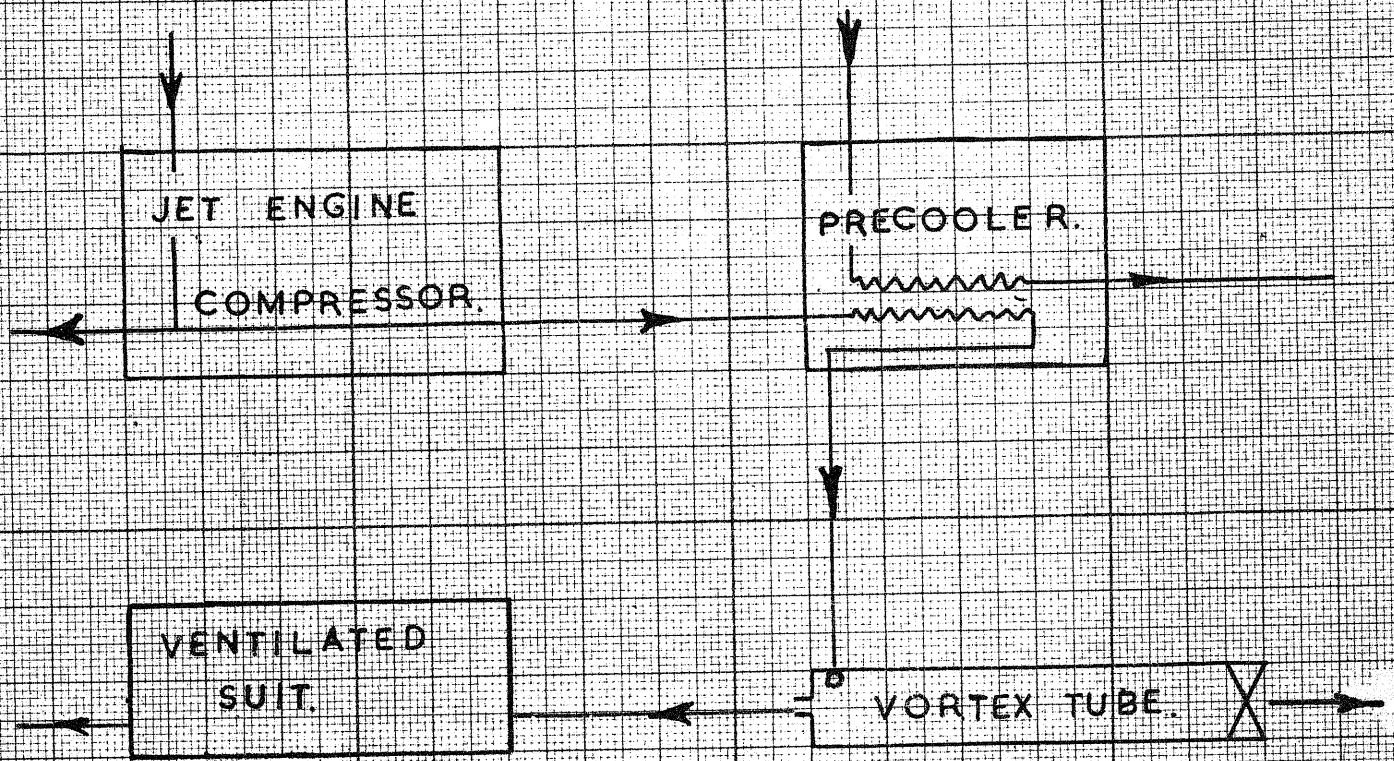 JET ENGINE
COMPRESSOR.
PRECOOLER.
VENTILATED
SUIT.
VORTEX TUBE.